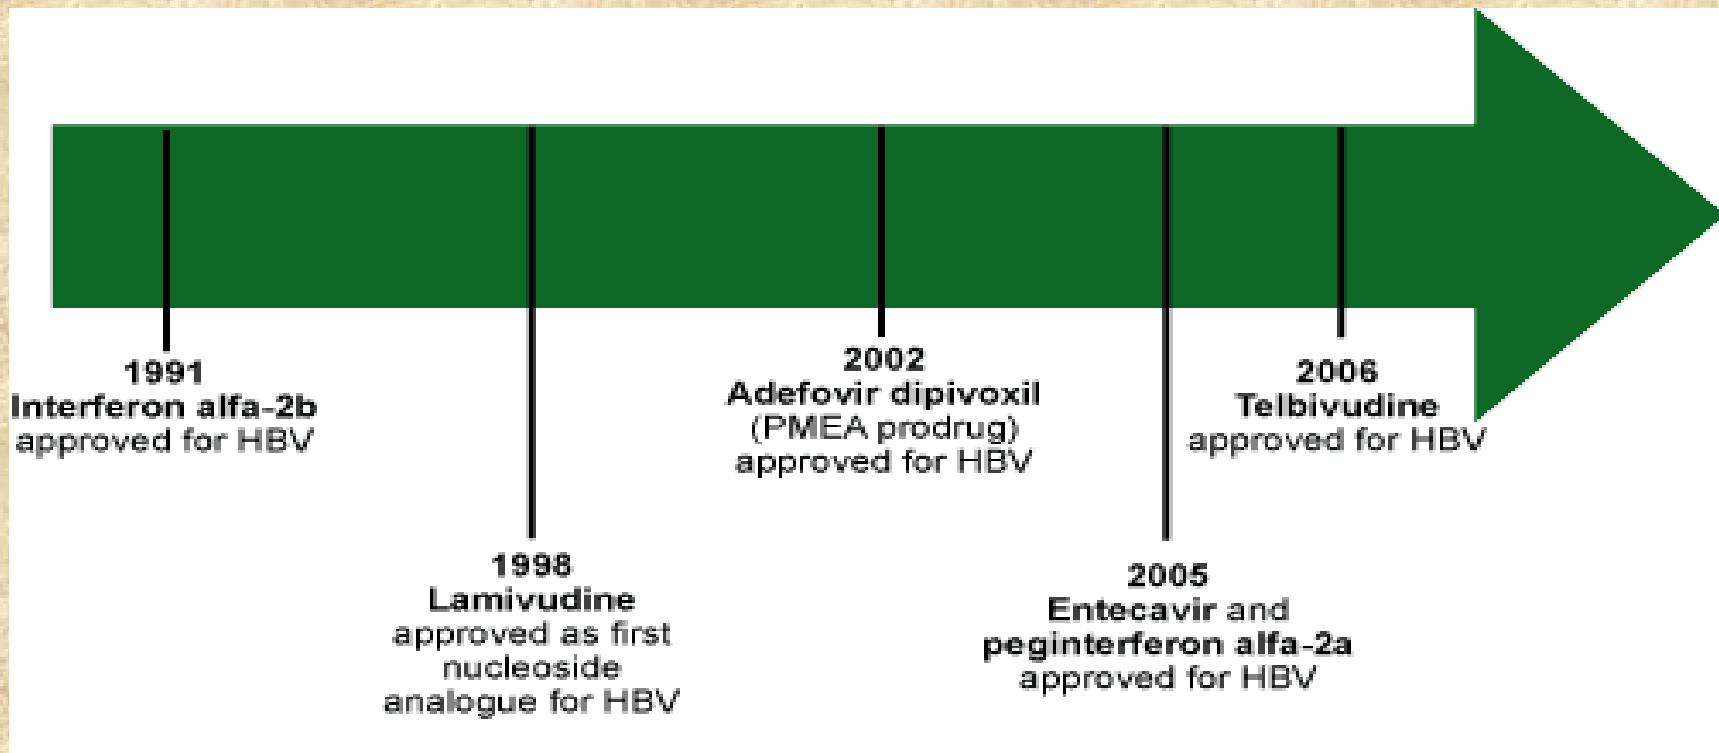 1991
Interferon alfa-2b
approved for HBV
1998
Lamivudine
approved as first
nucleoside
analogue for HBV
2002
Adefovir dipivoxil
(PMEA prodrug)
approved for HBV
2005
Entecavir and
peginterferon alfa-2a
approved for HBV
2006
Telbivudine
approved for HBV